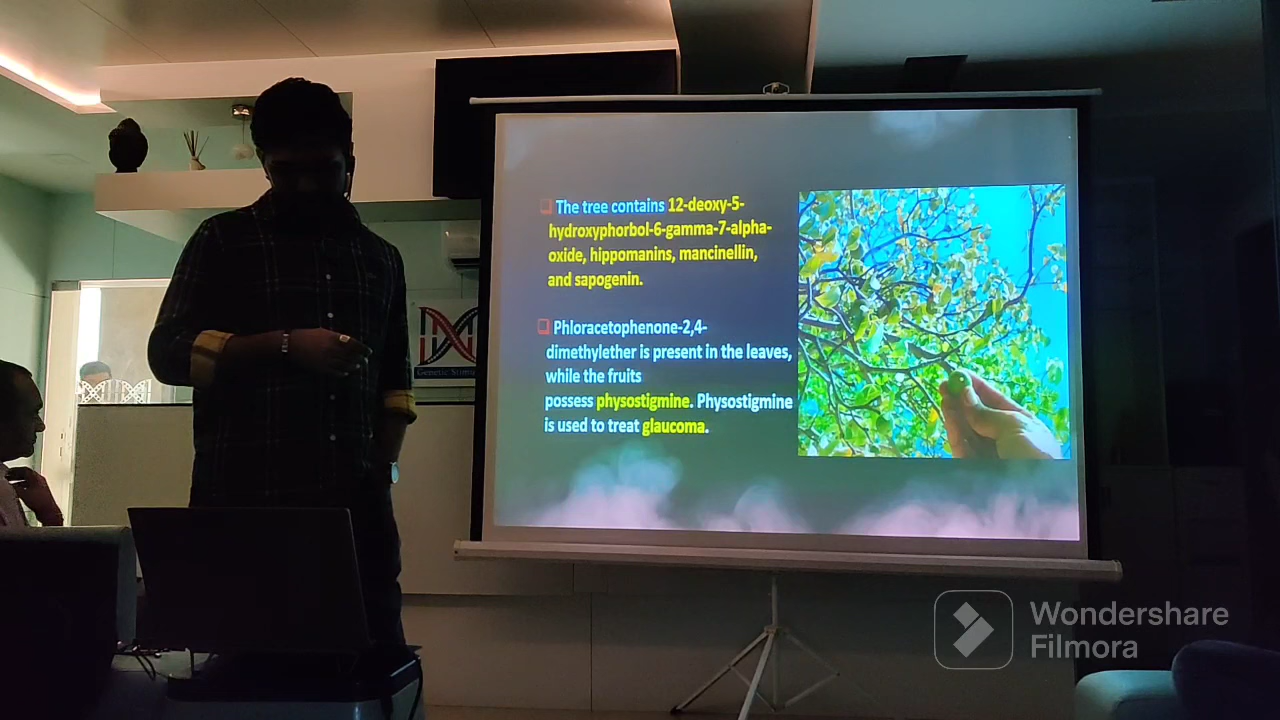 The tree contains 12-deoxy-5-
hydroxyphorbol-6-gamma-7-alpha-
oxide, hippomanins, mancinellin,
and sapogenin.
Phloracetophenone-2,4-
dimethylether is present in the leaves,
while the fruits
possess physostigmine. Physostigmine
is used to treat glaucoma.
Genetic
Wondershare
Filmora